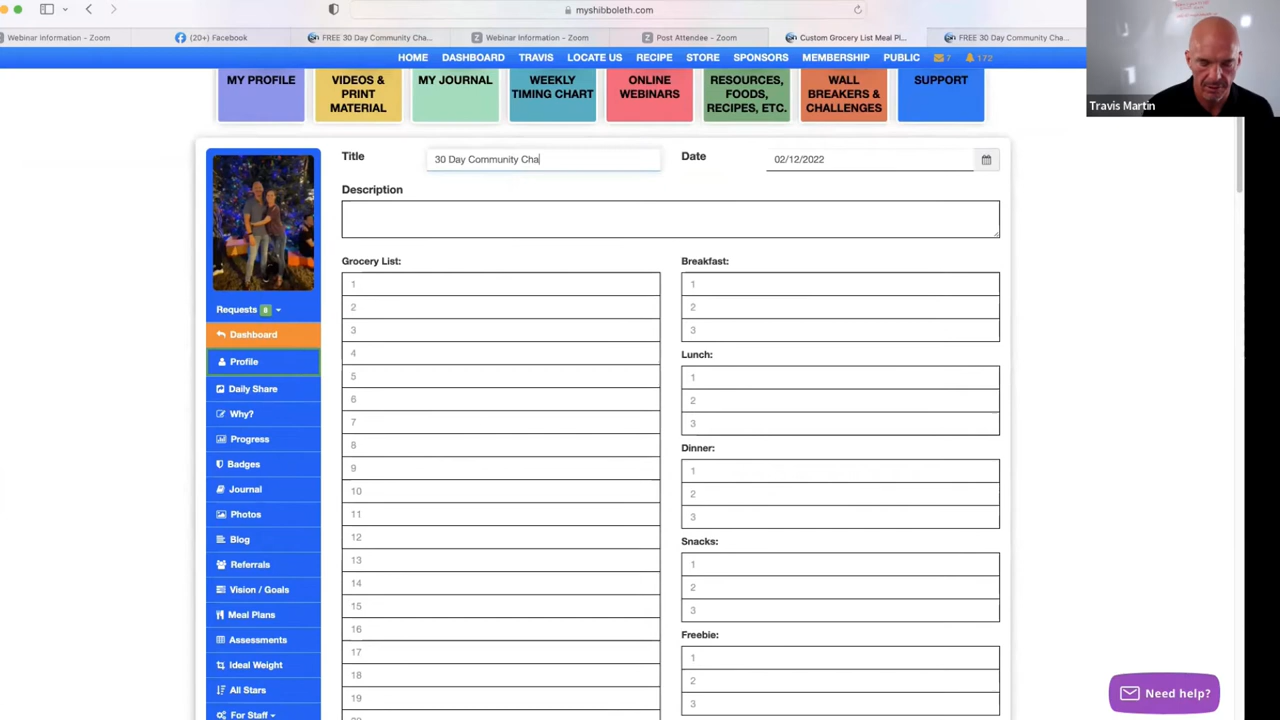 myshibboleth.com
Webinar Information - Zoom
(20+) Facebook
FREE 30 Day Community Cha...
Webinar Information - Zoom
Post Attendee - Zoom
Custom Grocery List Meal Pl...
FREE 30 Day Community Cha...
HOME DASHBOARD TRAVIS LOCATE US RECIPE STORE SPONSORS MEMBERSHIP PUBLIC 7 172
MY PROFILE
VIDEOS &
PRINT
MATERIAL
MY JOURNAL
WEEKLY
TIMING CHART
ONLINE
WEBINARS
RESOURCES,
FOODS,
RECIPES, ETC.
WALL
BREAKERS &
CHALLENGES
SUPPORT
Travis Martin
Requests 8
Dashboard
Profile
Daily Share
Why?
Progress
Badges
Journal
Photos
Blog
Referrals
Vision / Goals
Meal Plans
Assessments
Ideal Weight
All Stars
For Staff
Title 30 Day Community Cha
Date 02/12/2022
Description
Grocery List:
1
2
3
4
5
6
7
8
9
10
11
12
13
14
15
16
17
18
19
Breakfast:
1
2
3
Lunch:
1
2
3
Dinner:
1
2
3
Snacks:
1
2
3
Freebie:
1
2
3
Need help?